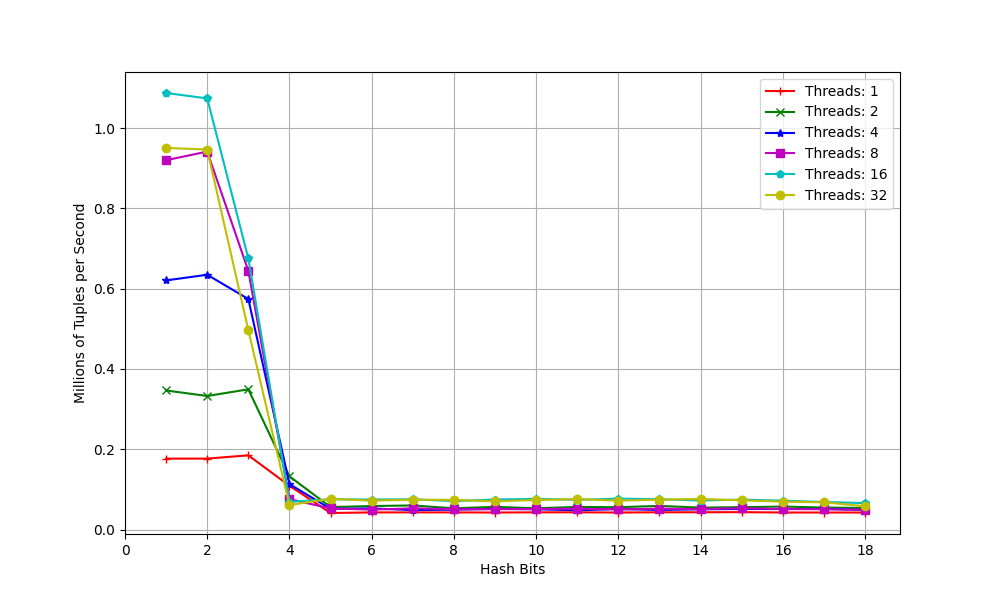 Threads: 1
Threads: 2
Threads: 4
Threads: 8
Threads: 16
Threads: 32
Millions of Tuples per Second
1.0
0.8
0.6
0.4
0.2
0.0
0 2 4 6 8 10 12 14 16 18
Hash Bits